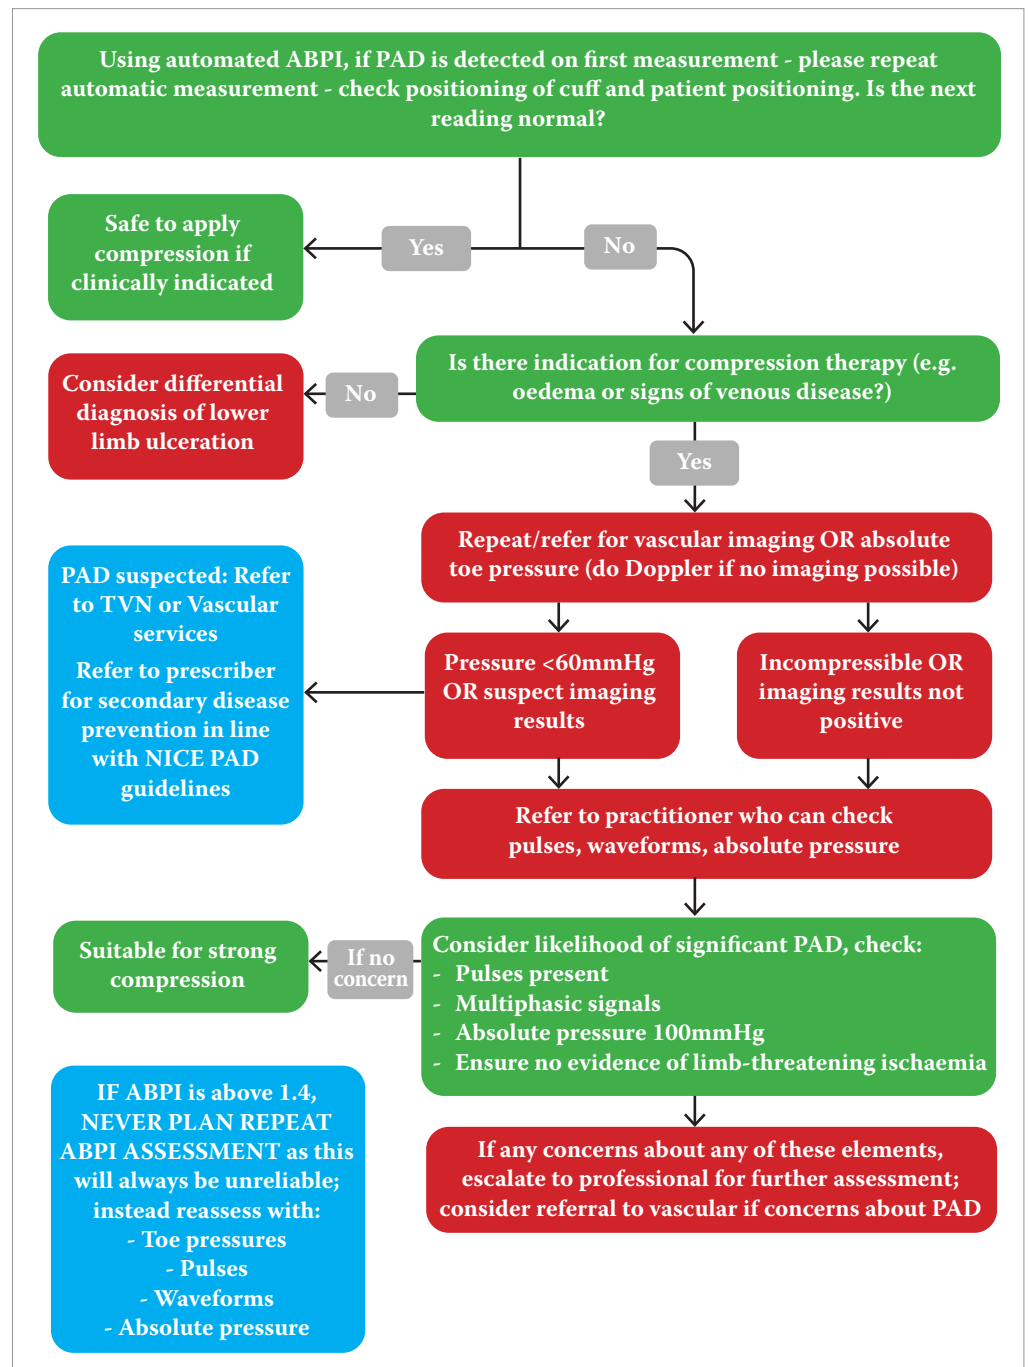 Using automated ABPI, if PAD is detected on first measurement - please repeat
automatic measurement - check positioning of cuff and patient positioning. Is the next
reading normal?
Safe to apply
compression if
clinically indicated
Yes
No
Is there indication for compression therapy (e.g.
oedema or signs of venous disease?)
Consider differential
diagnosis of lower
limb ulceration
No
Yes
Repeat/refer for vascular imaging OR absolute
toe pressure (do Doppler if no imaging possible)
PAD suspected: Refer
to TVN or Vascular
services
Refer to prescriber
for secondary disease
prevention in line
with NICE PAD
guidelines
Pressure <60mmHg
OR suspect imaging
results
Incompressible OR
imaging results not
positive
Refer to practitioner who can check
pulses, waveforms, absolute pressure
Suitable for strong
compression
If no
concern
Consider likelihood of significant PAD, check:
- Pulses present
- Multiphasic signals
- Absolute pressure 100mmHg
- Ensure no evidence of limb-threatening ischaemia
IF ABPI is above 1.4,
NEVER PLAN REPEAT
ABPI ASSESSMENT as this
will always be unreliable;
instead reassess with:
- Toe pressures
- Pulses
- Waveforms
- Absolute pressure
If any concerns about any of these elements,
escalate to professional for further assessment;
consider referral to vascular if concerns about PAD